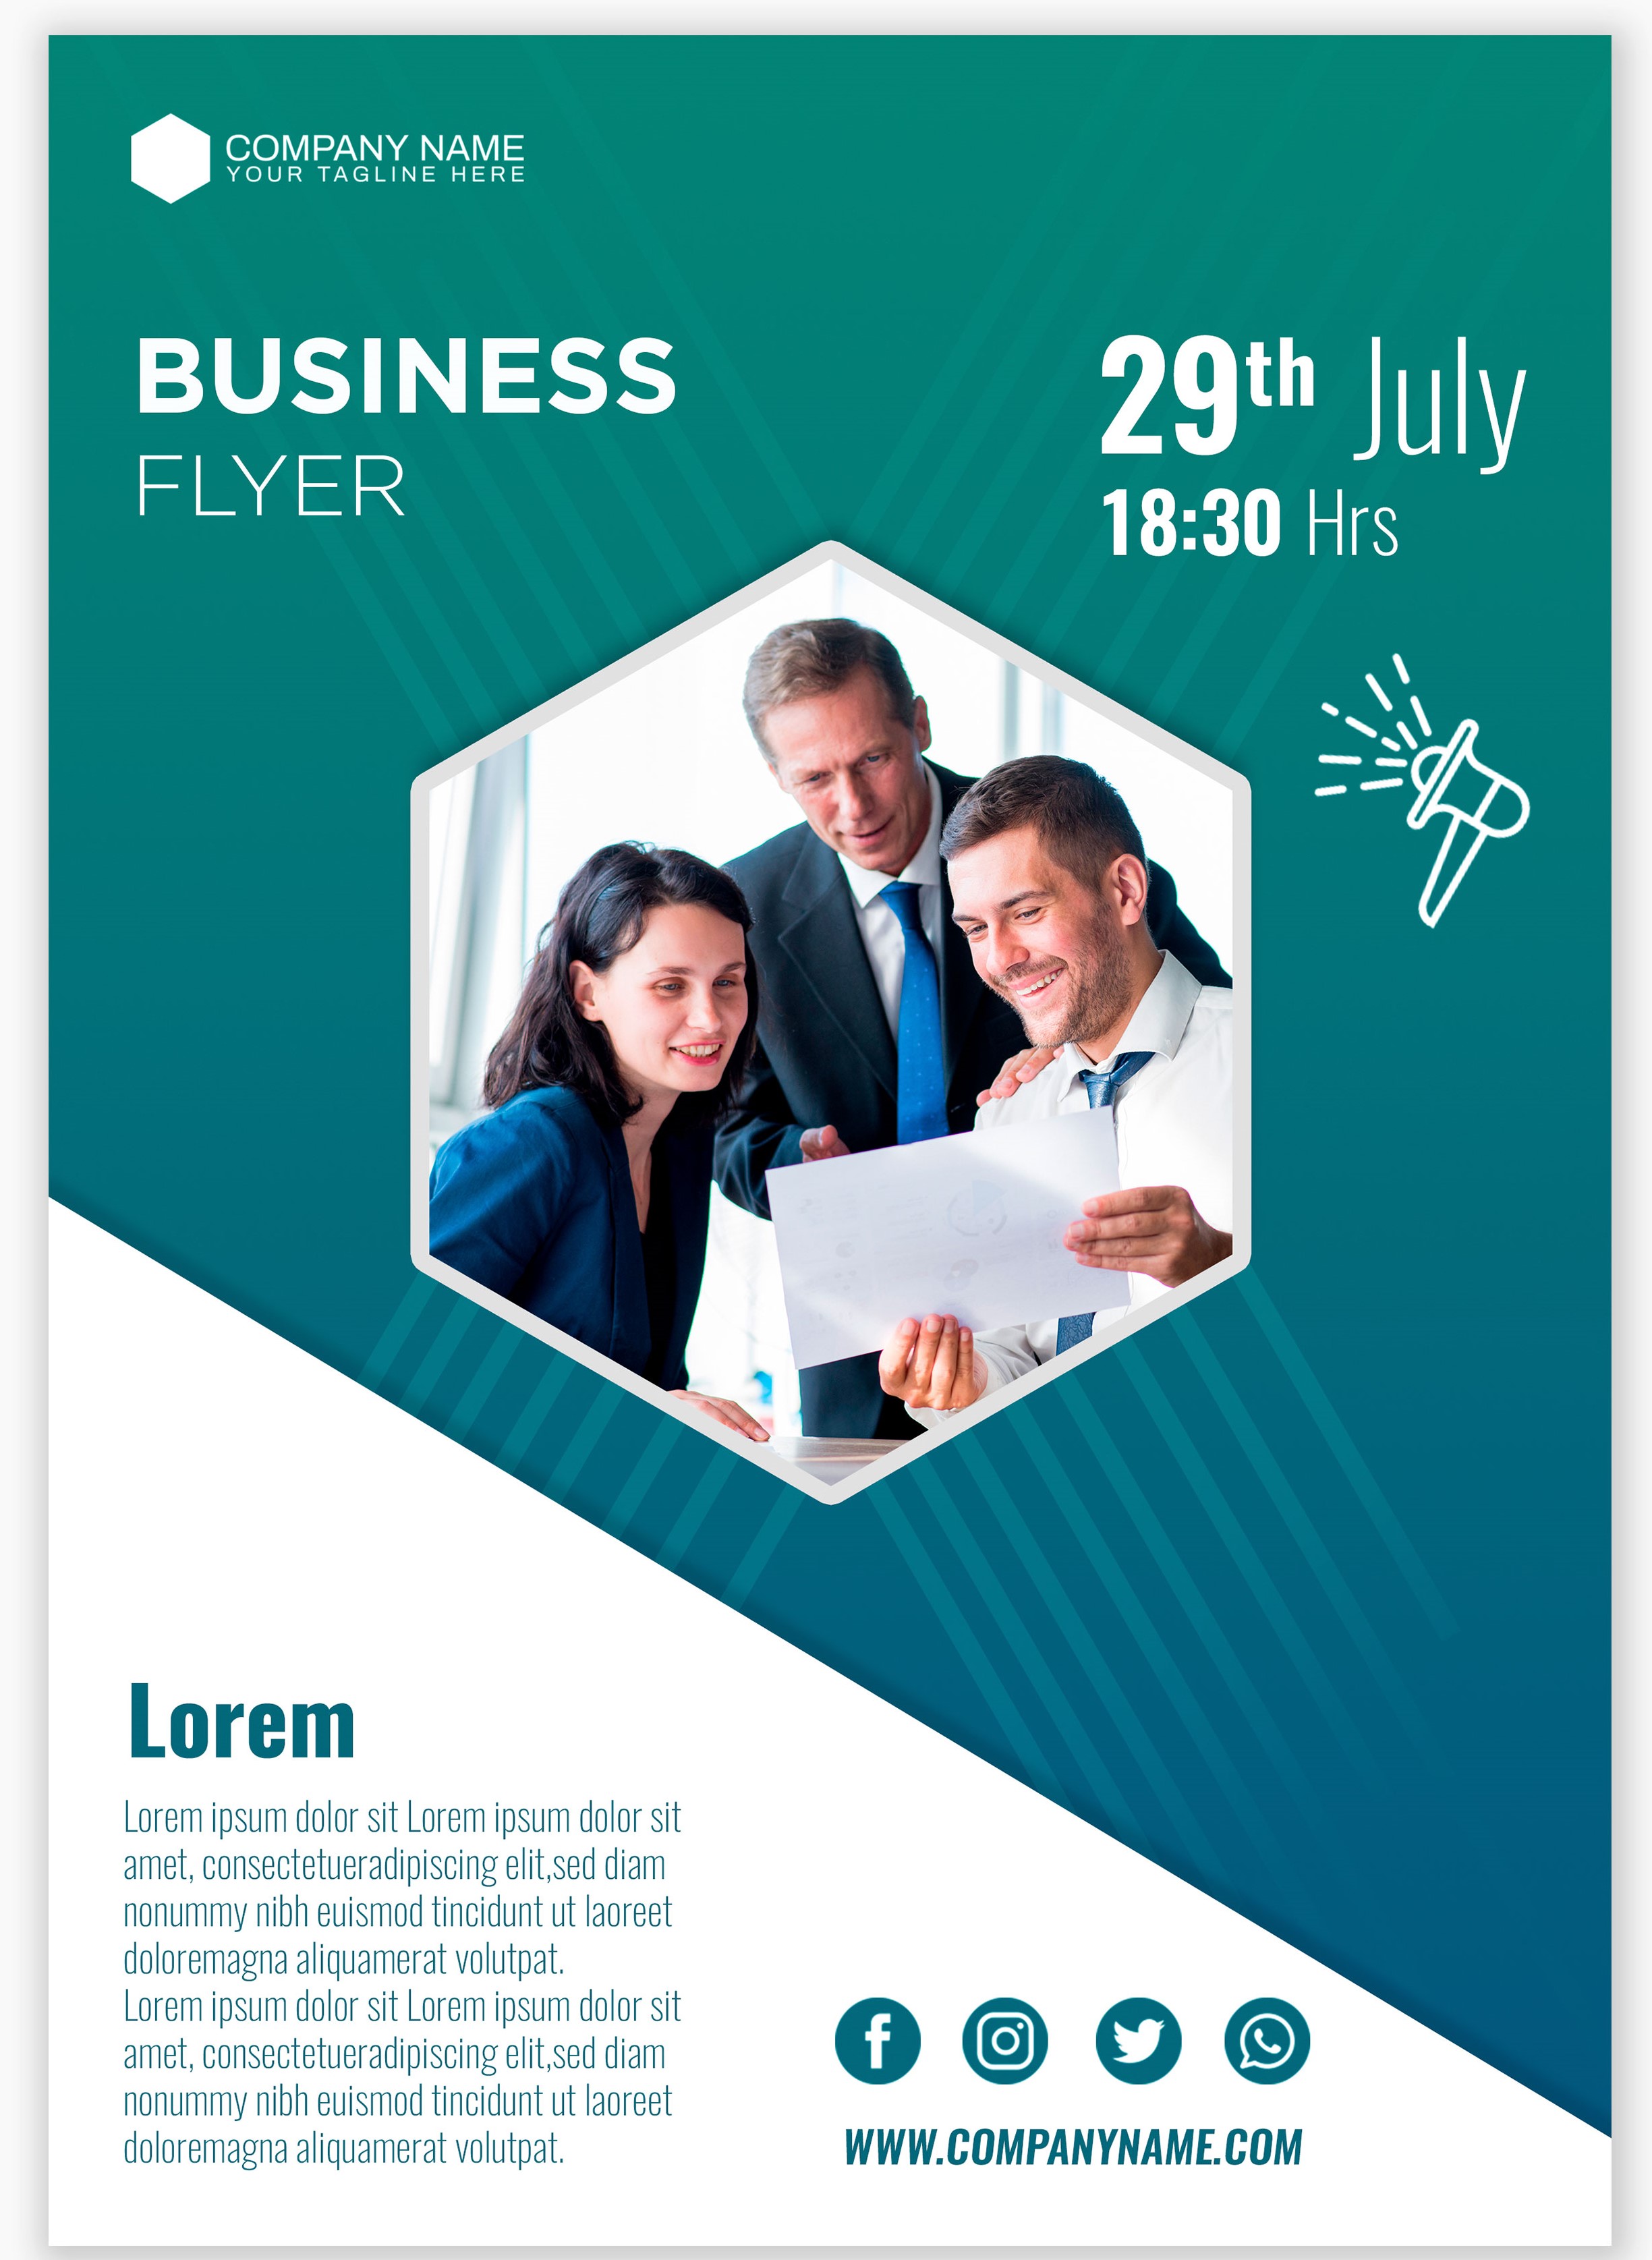 COMPANY NAME
YOUR TAGLINE HERE
BUSINESS
FLYER
29th July
18:30 Hrs
Lorem
Lorem ipsum dolor sit Lorem ipsum dolor sit
amet, consectetueradipiscing elit,sed diam
nonummy nibh euismod tincidunt ut laoreet
doloremagna aliquamerat volutpat.
Lorem ipsum dolor sit Lorem ipsum dolor sit
amet, consectetueradipiscing elit,sed diam
nonummy nibh euismod tincidunt ut laoreet
doloremagna aliquamerat volutpat.
WWW.COMPANYNAME.COM